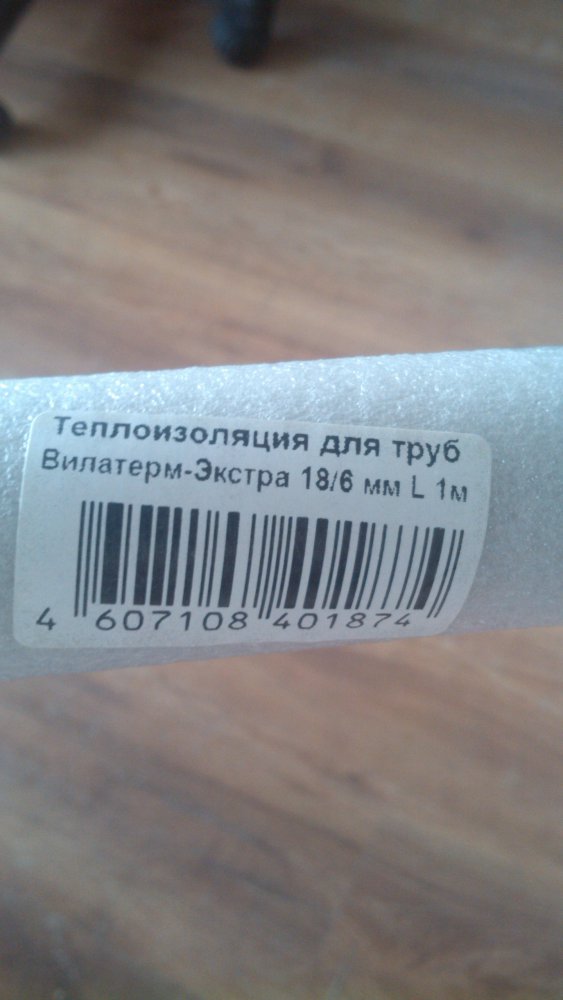 Теплоизоляция для труб
Вилатерм-Экстра 18/6 мм L 1м
4 607108 401874